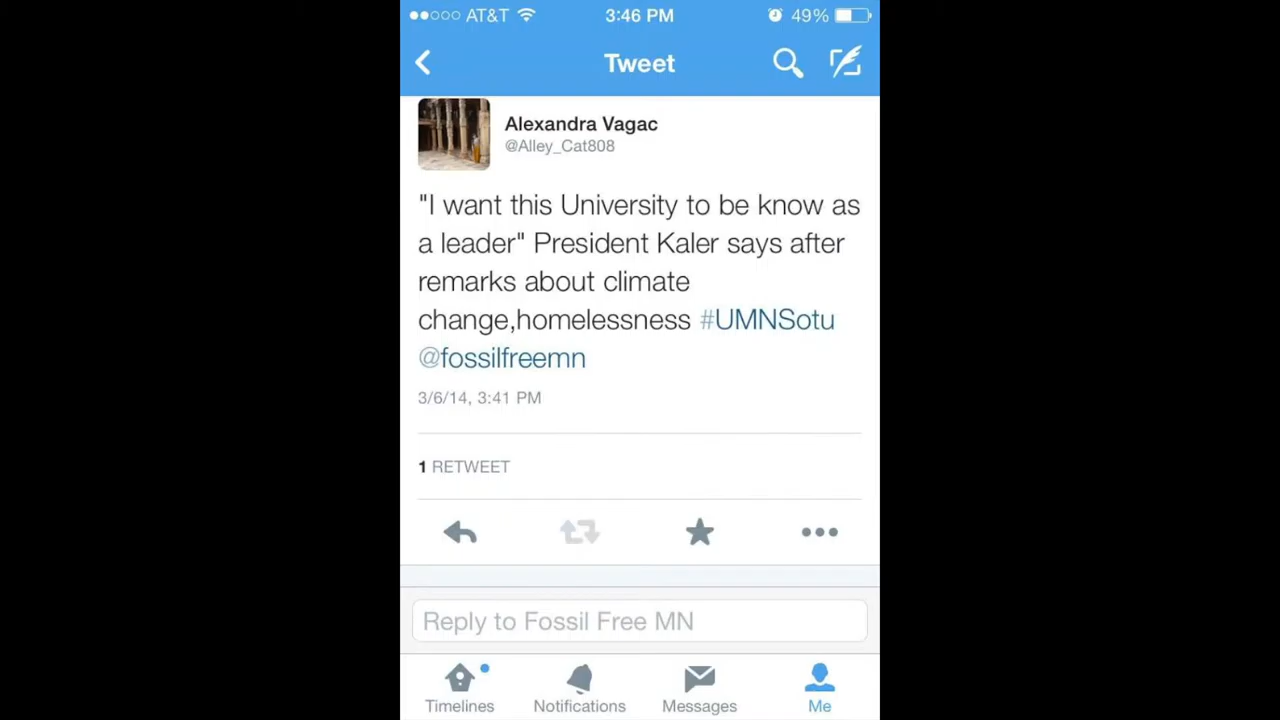 AT&T 3:46 PM 49%
Tweet
Alexandra Vagac
@Alley_Cat808
"I want this University to be know as
a leader" President Kaler says after
remarks about climate
change,homelessness #UMNSotu
@fossilfreemn
3/6/14, 3:41 PM
1 RETWEET
Reply to Fossil Free MN
Timelines Notifications Messages Me